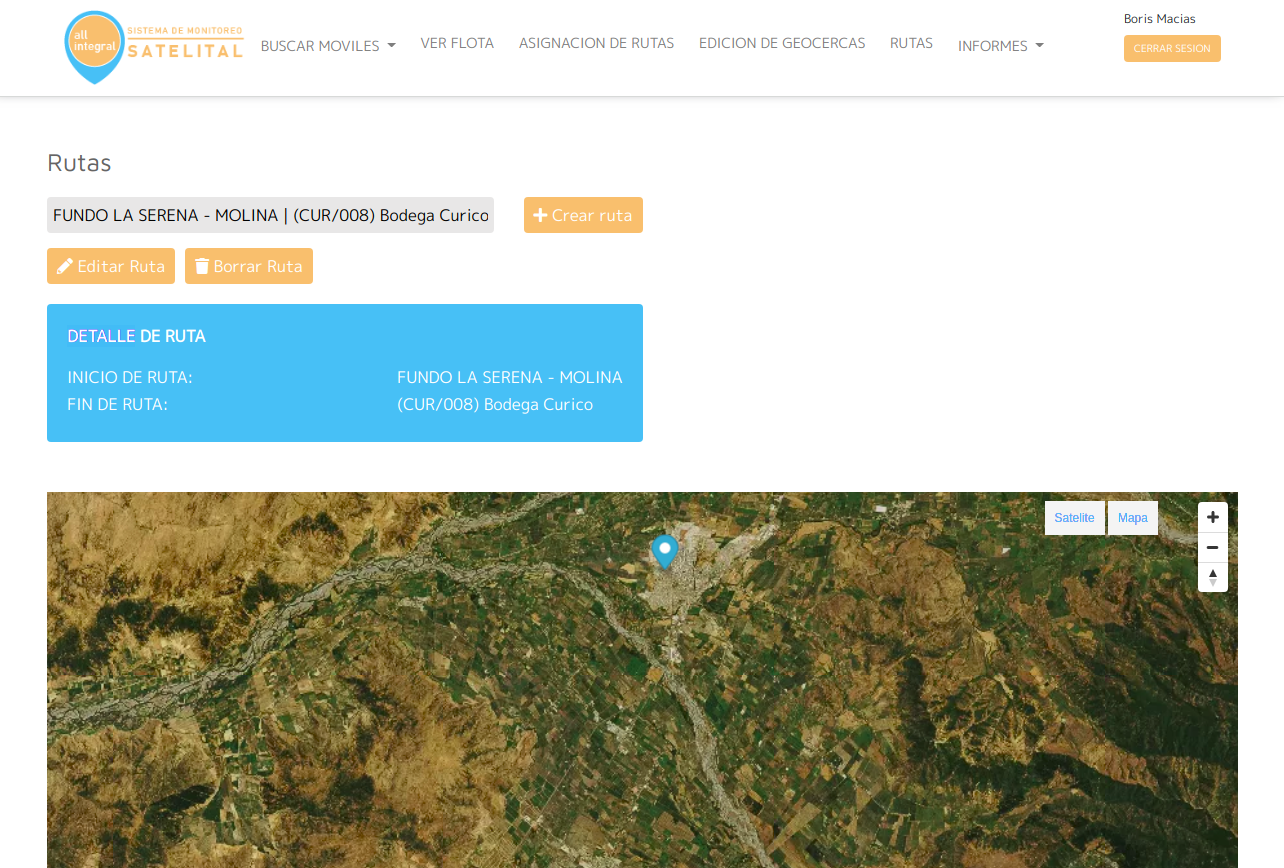 all
integral
SISTEMA DE MONITOREO
SATELITAL
BUSCAR MOVILES
VER FLOTA
ASIGNACION DE RUTAS
EDICION DE GEOCERCAS
RUTAS
INFORMES
Boris Macias
CERRAR SESION
Rutas
FUNDO LA SERENA - MOLINA | (CUR/008) Bodega Curico
Crear ruta
Editar Ruta
Borrar Ruta
DETALLE DE RUTA
INICIO DE RUTA: FUNDO LA SERENA - MOLINA
FIN DE RUTA: (CUR/008) Bodega Curico
Satelite
Mapa